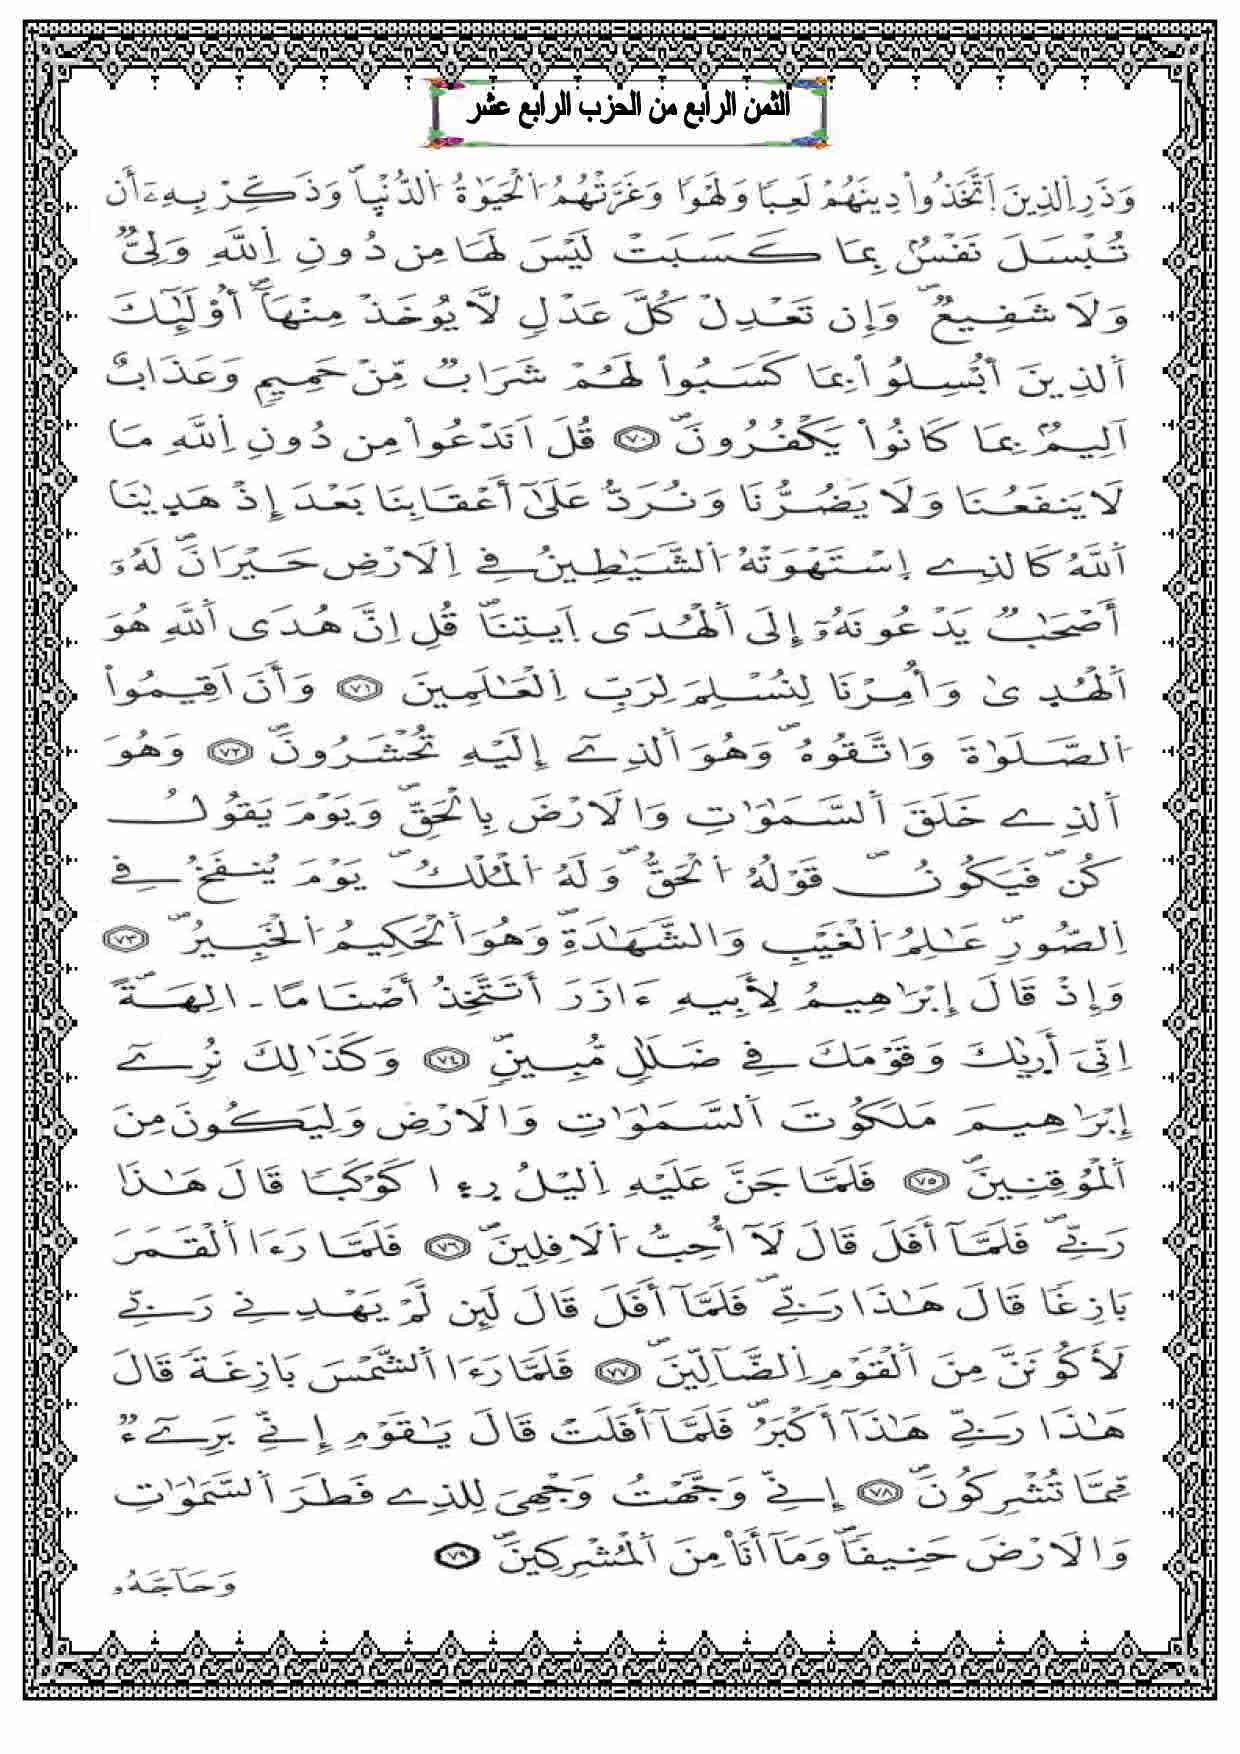 الثمن الرابع من الحزب الرابع عشر
وَذَرِ اِ۬لذِينَ اَ۪تَّخَذُواْ دِينَهُمْ لَعِباٗ وَلَهْواٗ وَغَرَّتْهُمُ اُ۬لْحَيَوٰةُ اُ۬لدُّنْي۪اۖ وَذَكِّرْ بِهِۦٓ أَن
تُبْسَلَ نَفْسُۢ بِمَا كَسَبَتْ لَيْسَ لَهَا مِن دُونِ اِ۬للَّهِ وَلِيّٞ
وَلَا شَفِيعٞۖ وَإِن تَعْدِلْ كُلَّ عَدْلٖ لَّا يُوخَذْ مِنْهَآۖ أُوْلَٰٓئِكَ
اَ۬لذِينَ أُبْسِلُواْ بِمَا كَسَبُواْ لَهُمْ شَرَابٞ مِّنْ حَمِيمٖ وَعَذَابٌ
اَلِيمُۢ بِمَا كَانُواْ يَكْفُرُونَۖ ٧٠ قُلَ اَنَدْعُواْ مِن دُونِ اِ۬للَّهِ مَا
لَا يَنفَعُنَا وَلَا يَضُرُّنَا وَنُرَدُّ عَلَىٰٓ أَعْقَابِنَا بَعْدَ إِذْ هَد۪يٰنَا
اَ۬للَّهُ كَالذِے اِ۪سْتَهْوَتْهُ اُ۬لشَّيَٰطِينُ فِے اِ۬لَارْضِ حَيْرَانَۖ لَهُۥٓ
أَصْحَٰبٞ يَدْعُونَهُۥٓ إِلَى اَ۬لْهُدَى اَ۪يتِنَاۖ قُلِ اِنَّ هُدَى اَ۬للَّهِ هُوَ
اَ۬لْهُد۪ىٰ وَأُمِرْنَا لِنُسْلِمَ لِرَبِّ اِ۬لْعَٰلَمِينَ ٧١ وَأَنَ اَقِيمُواْ
اُ۬لصَّلَوٰةَ وَاتَّقُوهُۖ وَهُوَ اَ۬لذِےٓ إِلَيْهِ تُحْشَرُونَۖ ٧٢ وَهُوَ
اَ۬لذِے خَلَقَ اَ۬لسَّمَٰوَٰتِ وَالَارْضَ بِالْحَقِّۖ وَيَوْمَ يَقُولُ
كُنۖ فَيَكُونُۖ قَوْلُهُ اُ۬لْحَقُّۖ وَلَهُ اُ۬لْمُلْكُۖ يَوْمَ يُنفَخُ فِے
اِ۬لصُّورِۖ عَٰلِمُ اُ۬لْغَيْبِ وَالشَّهَٰدَةِۖ وَهُوَ اَ۬لْحَكِيمُ اُ۬لْخَبِيرُۖ ٧٣
وَإِذْ قَالَ إِبْرَٰهِيمُ لِأَبِيهِ ءَازَرَ أَتَتَّخِذُ أَصْنَاماً اٰلِهَةًۖ
اِنِّيَ أَر۪يٰكَ وَقَوْمَكَ فِے ضَلَٰلٖ مُّبِينٖۖ ٧٤ وَكَذَٰلِكَ نُرِےٓ
إِبْرَٰهِيمَ مَلَكُوتَ اَ۬لسَّمَٰوَٰتِ وَالَارْضِ وَلِيَكُونَ مِنَ
اَ۬لْمُوقِنِينَۖ ٧٥ فَلَمَّا جَنَّ عَلَيْهِ اِ۬ليْلُ ر۪ء۪ا كَوْكَباٗ قَالَ هَٰذَا
رَبِّےۖ فَلَمَّآ أَفَلَ قَالَ لَآ أُحِبُّ اُ۬لَافِلِينَۖ ٧٦ فَلَمَّا رَءَا اَ۬لْقَمَرَ
بَازِغاٗ قَالَ هَٰذَا رَبِّےۖ فَلَمَّآ أَفَلَ قَالَ لَئِن لَّمْ يَهْدِنِے رَبِّے
لَأَكُونَنَّ مِنَ اَ۬لْقَوْمِ اِ۬لضَّآلِّينَۖ ٧٧ فَلَمَّا رَءَا اَ۬لشَّمْسَ بَازِغَةٗ قَالَ
هَٰذَا رَبِّے هَٰذَآ أَكْبَرُۖ فَلَمَّآ أَفَلَتْ قَالَ يَٰقَوْمِ إِنِّے بَرِےٓءٞ
مِّمَّا تُشْرِكُونَۖ ٧٨ إِنِّے وَجَّهْتُ وَجْهِيَ لِلذِے فَطَرَ اَ۬لسَّمَٰوَٰتِ
وَالَارْضَ حَنِيفاٗۖ وَمَآ أَنَا مِنَ اَ۬لْمُشْرِكِينَۖ ٧٩
وَحَآجَّهُۥ